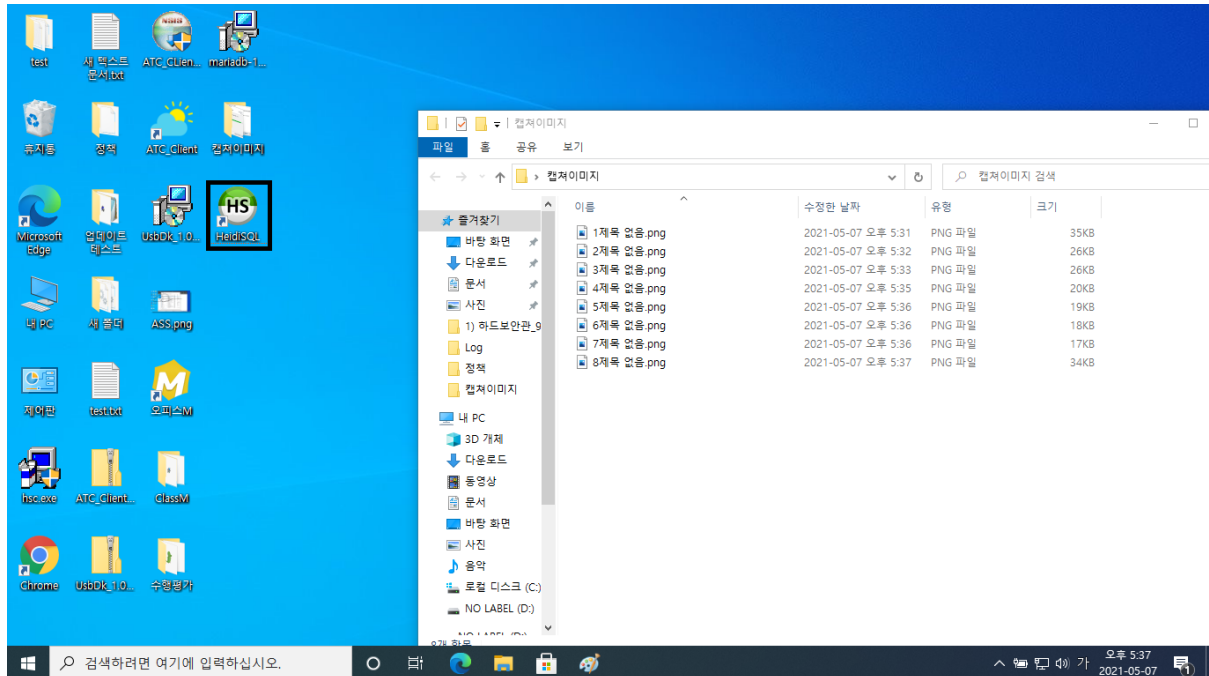 test
새 텍스트
문서.txt
ATC_CLien...
mariadb-1...
휴지통
정책
ATC_Client
캡쳐이미지
Microsoft
Edge
업데이트
테스트
UsbDk_1.0...
HS
HeidiSQL
내 PC
새 폴더
ASS.png
제어판
test.txt
오피스M
hsc.exe
ATC_Client...
ClassM
Chrome
UsbDk_1.0...
수행평가
캡쳐이미지
파일 홈 공유 보기
캡쳐이미지
캡쳐이미지 검색
즐겨찾기
바탕 화면
다운로드
문서
사진
1) 하드보안관_9
Log
정책
캡쳐이미지
내 PC
3D 개체
다운로드
동영상
문서
바탕 화면
사진
음악
로컬 디스크 (C:)
NO LABEL (D:)
이름 수정한 날짜 유형 크기
1제목 없음.png 2021-05-07 오후 5:31 PNG 파일 35KB
2제목 없음.png 2021-05-07 오후 5:32 PNG 파일 26KB
3제목 없음.png 2021-05-07 오후 5:33 PNG 파일 26KB
4제목 없음.png 2021-05-07 오후 5:35 PNG 파일 20KB
5제목 없음.png 2021-05-07 오후 5:36 PNG 파일 19KB
6제목 없음.png 2021-05-07 오후 5:36 PNG 파일 18KB
7제목 없음.png 2021-05-07 오후 5:36 PNG 파일 17KB
8제목 없음.png 2021-05-07 오후 5:37 PNG 파일 34KB
검색하려면 여기에 입력하십시오.
가
오후 5:37
2021-05-07
1